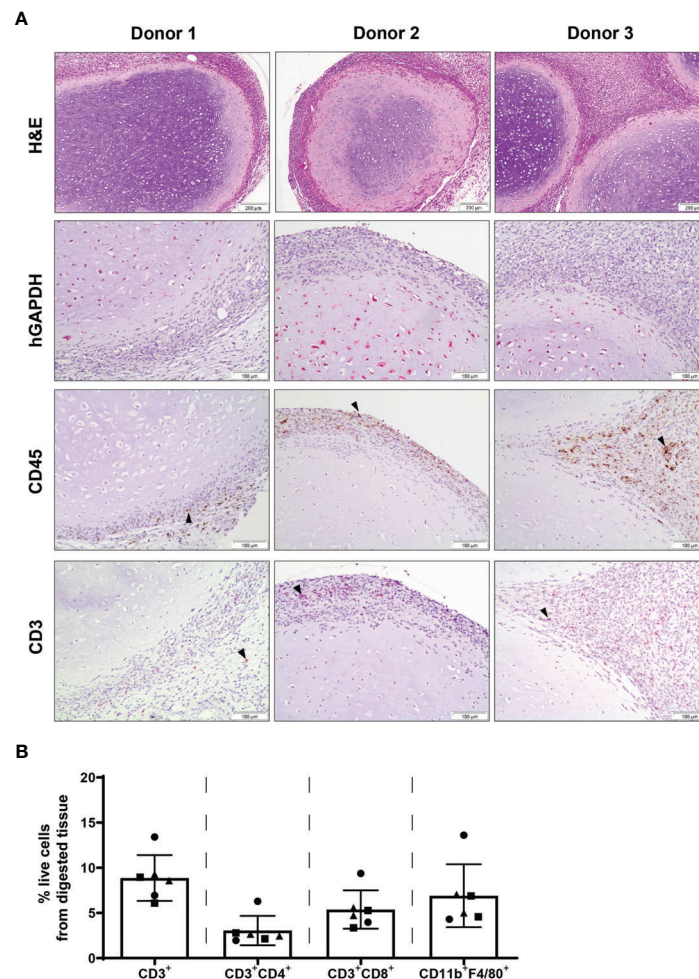 A
Donor 1 Donor 2 Donor 3
H&E
200 µm 200 µm 200 µm
hGAPDH
100 µm 100 µm 100 µm
CD45
100 µm 100 µm 100 µm
CD3
100 µm 100 µm 100 µm
B
% live cells
from digested tissue
20
15
10
5
0
CD3⁺ CD3⁺CD4⁺ CD3⁺CD8⁺ CD11b⁺F4/80⁺